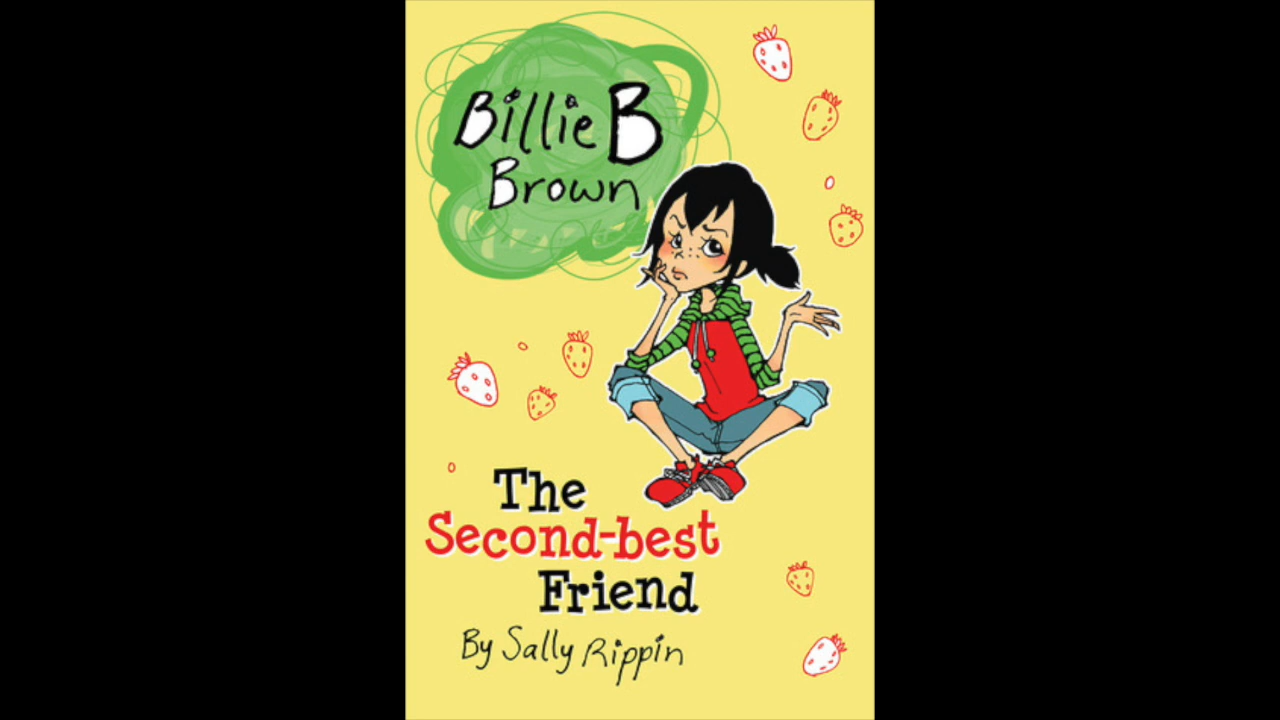 Billie B
Brown
The
Second-best
Friend
By Sally Rippin